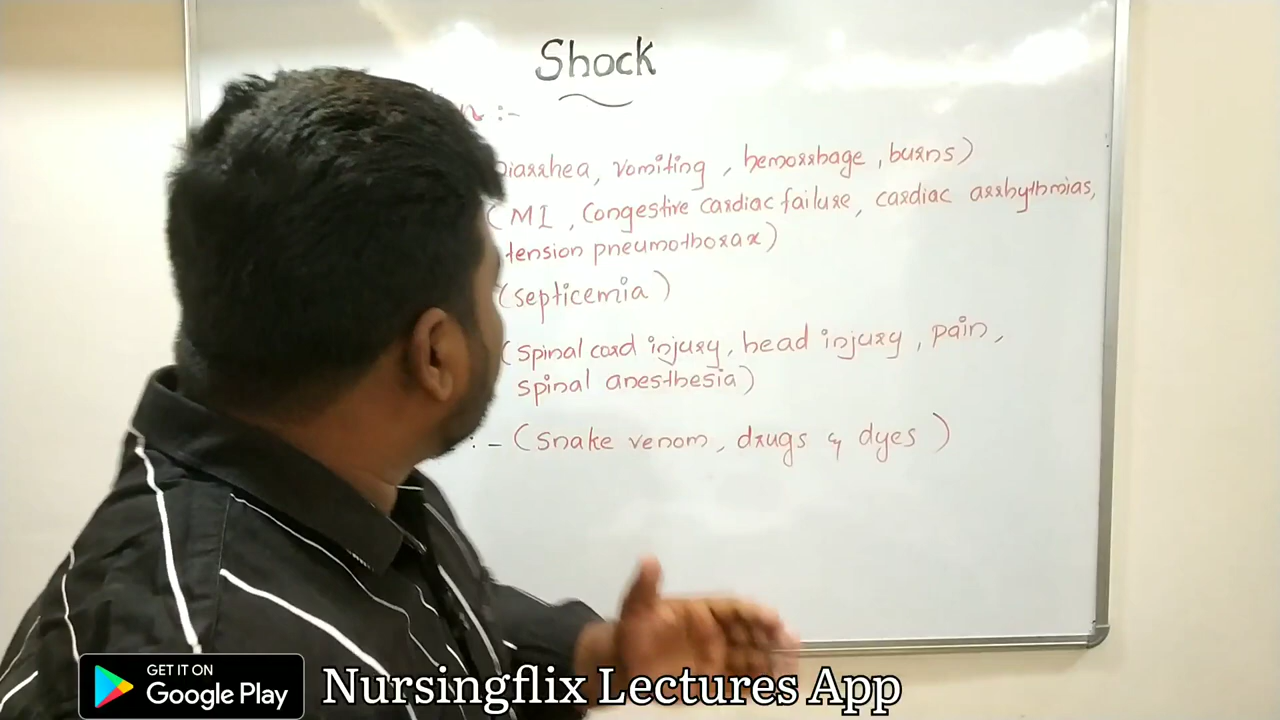 Shock
:-
Diarrhea, vomiting, hemorrhage, burns)
(MI, Congestive cardiac failure, cardiac arrhythmias,
tension pneumothorax)
(septicemia)
(spinal cord injury, head injury, pain,
spinal anesthesia)
:- (snake venom, drugs & dyes)
GET IT ON
Google Play
Nursingflix Lectures App